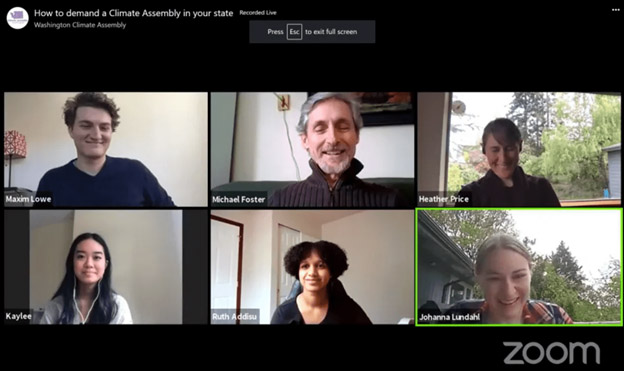 How to demand a Climate Assembly in your state Recorded Live
Washington Climate Assembly
Press Esc to exit full screen
Maxim Lowe
Michael Foster
Heather Price
Kaylee
Ruth Addisu
Johanna Lundahl
zoom